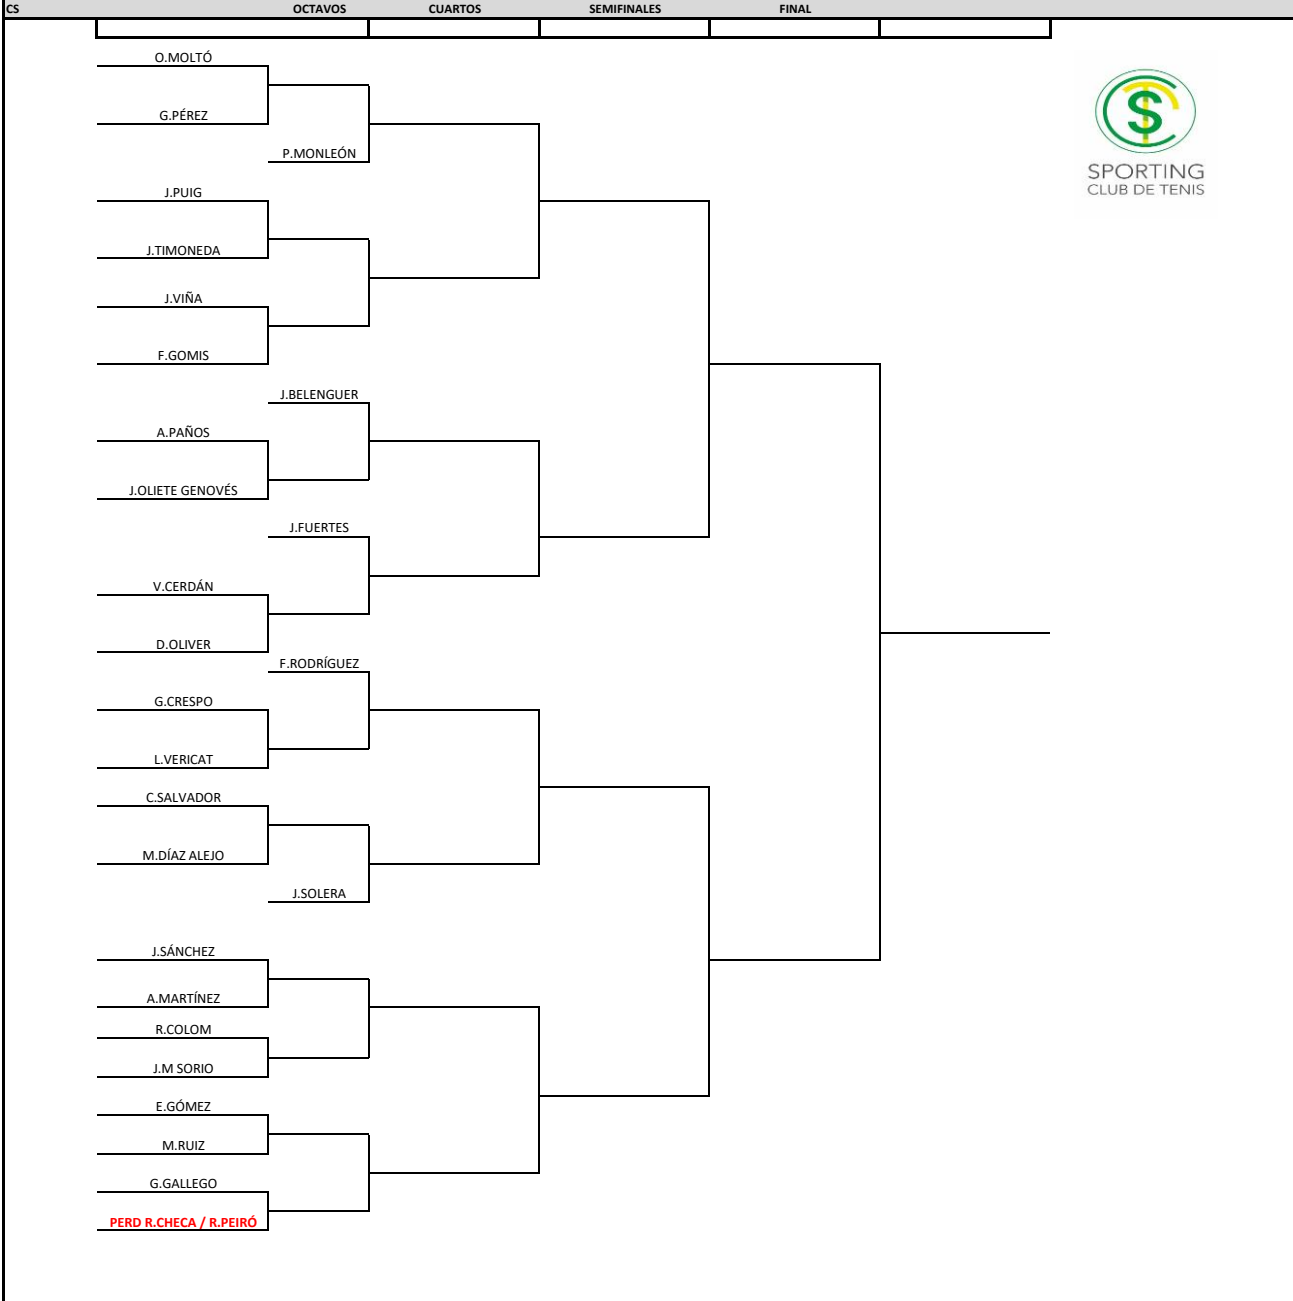 CS OCTAVOS CUARTOS SEMIFINALES FINAL
O.MOLTÓ
G.PÉREZ
P.MONLEÓN
J.PUIG
J.TIMONEDA
J.VIÑA
F.GOMIS
J.BELENGUER
A.PAÑOS
J.OLIETE GENOVÉS
J.FUERTES
V.CERDÁN
D.OLIVER
F.RODRÍGUEZ
G.CRESPO
L.VERICAT
C.SALVADOR
M.DÍAZ ALEJO
J.SOLERA
J.SÁNCHEZ
A.MARTÍNEZ
R.COLOM
J.M SORIO
E.GÓMEZ
M.RUIZ
G.GALLEGO
PERD R.CHECA / R.PEIRÓ
SPORTING
CLUB DE TENIS